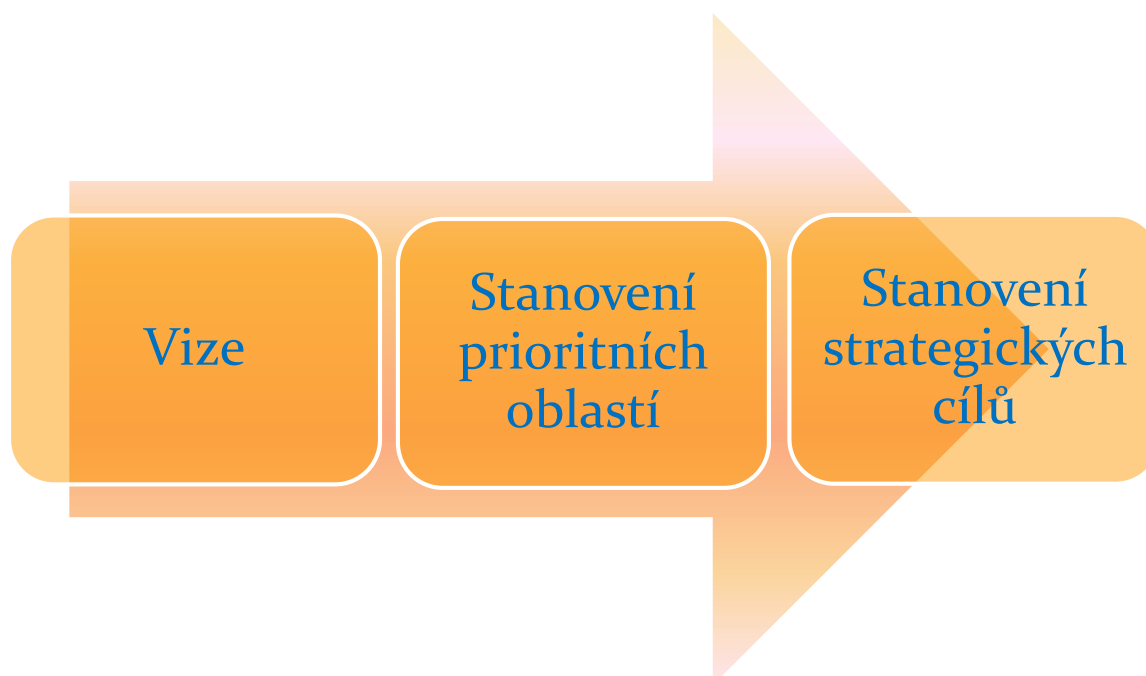 Vize
Stanovení
prioritních
oblastí
Stanovení
strategických
cílů